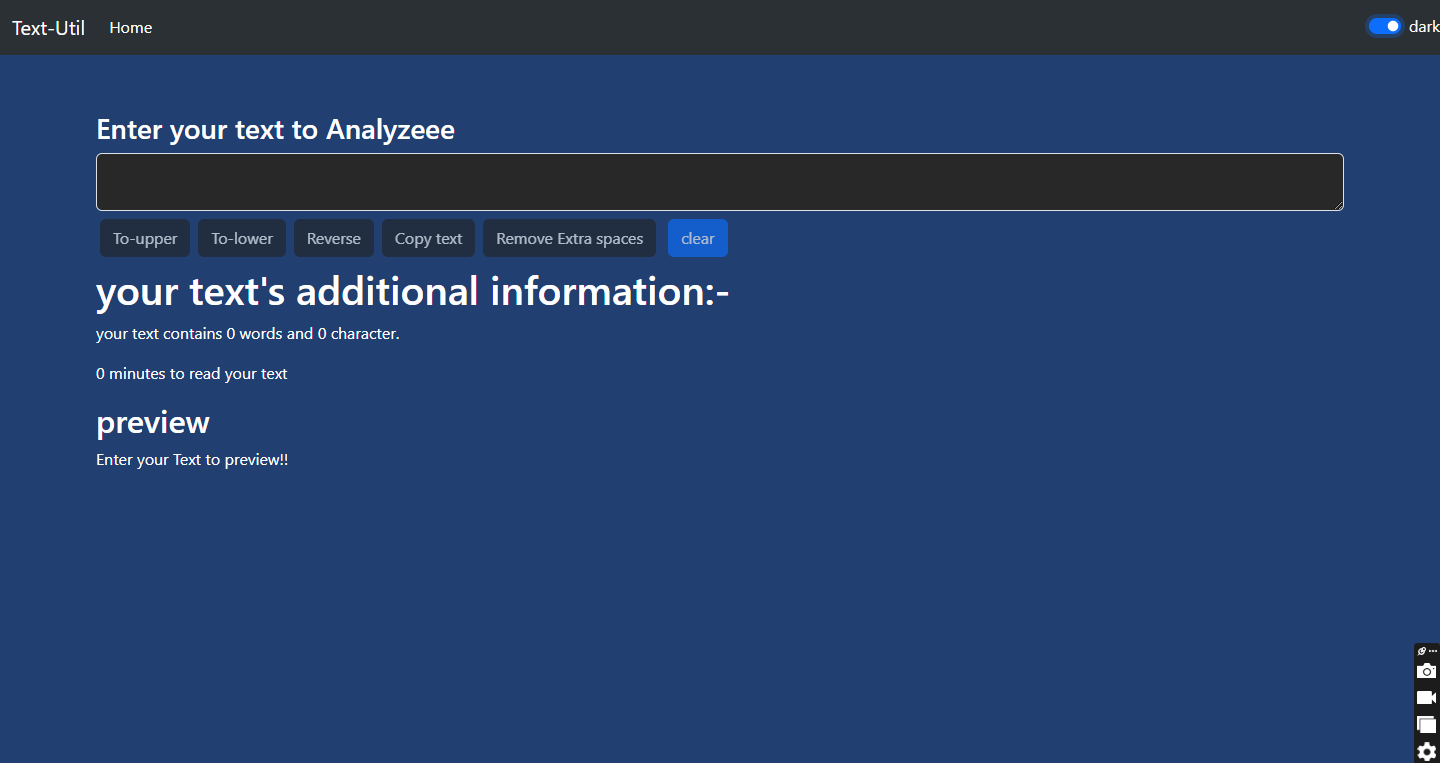 Text-Util Home dark
Enter your text to Analyzeee
To-upper To-lower Reverse Copy text Remove Extra spaces clear
your text's additional information:-
your text contains 0 words and 0 character.
0 minutes to read your text
preview
Enter your Text to preview!!